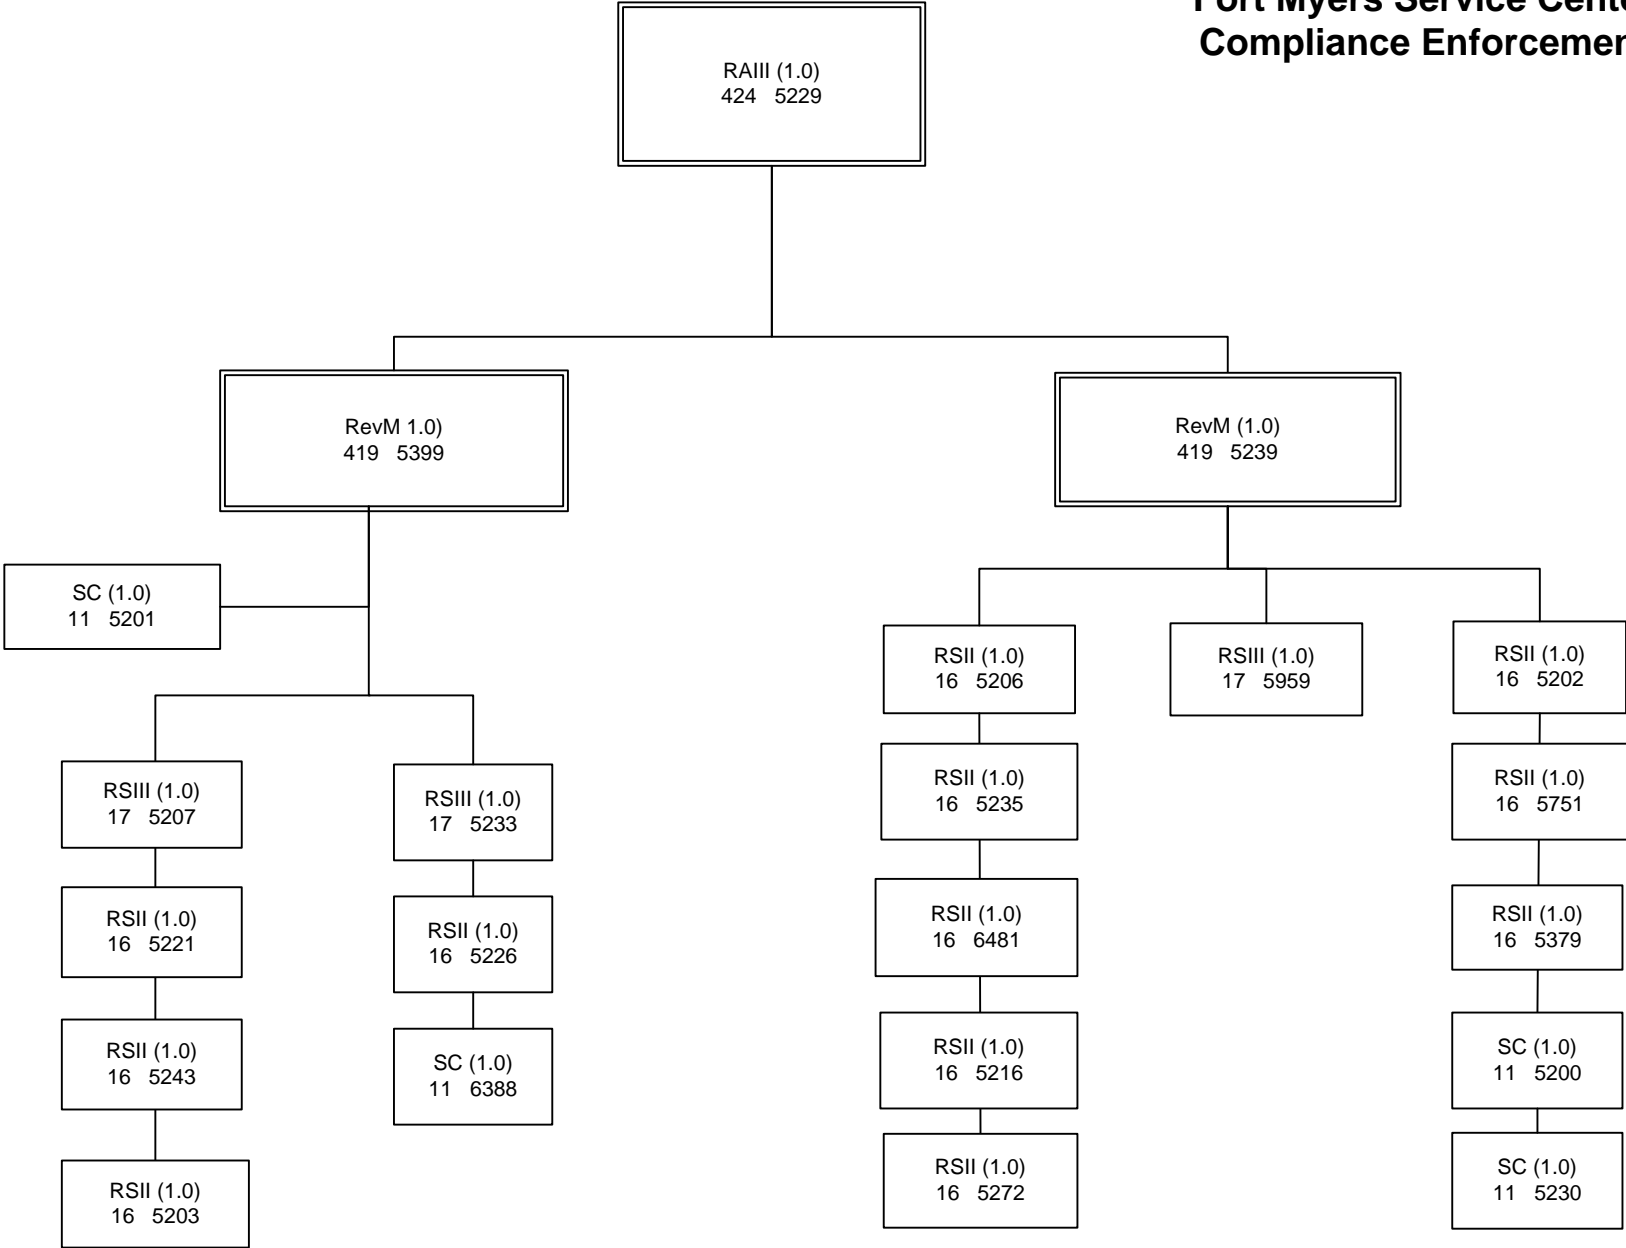 Fort Myers Service Cente
Compliance Enforcemen
RAIII (1.0)
424 5229
RevM 1.0)
419 5399
RevM (1.0)
419 5239
SC (1.0)
11 5201
RSIII (1.0)
17 5207
RSII (1.0)
16 5221
RSII (1.0)
16 5243
RSII (1.0)
16 5203
RSIII (1.0)
17 5233
RSII (1.0)
16 5226
SC (1.0)
11 6388
RSII (1.0)
16 5206
RSII (1.0)
16 5235
RSII (1.0)
16 6481
RSII (1.0)
16 5216
RSII (1.0)
16 5272
RSIII (1.0)
17 5959
RSII (1.0)
16 5202
RSII (1.0)
16 5751
RSII (1.0)
16 5379
SC (1.0)
11 5200
SC (1.0)
11 5230